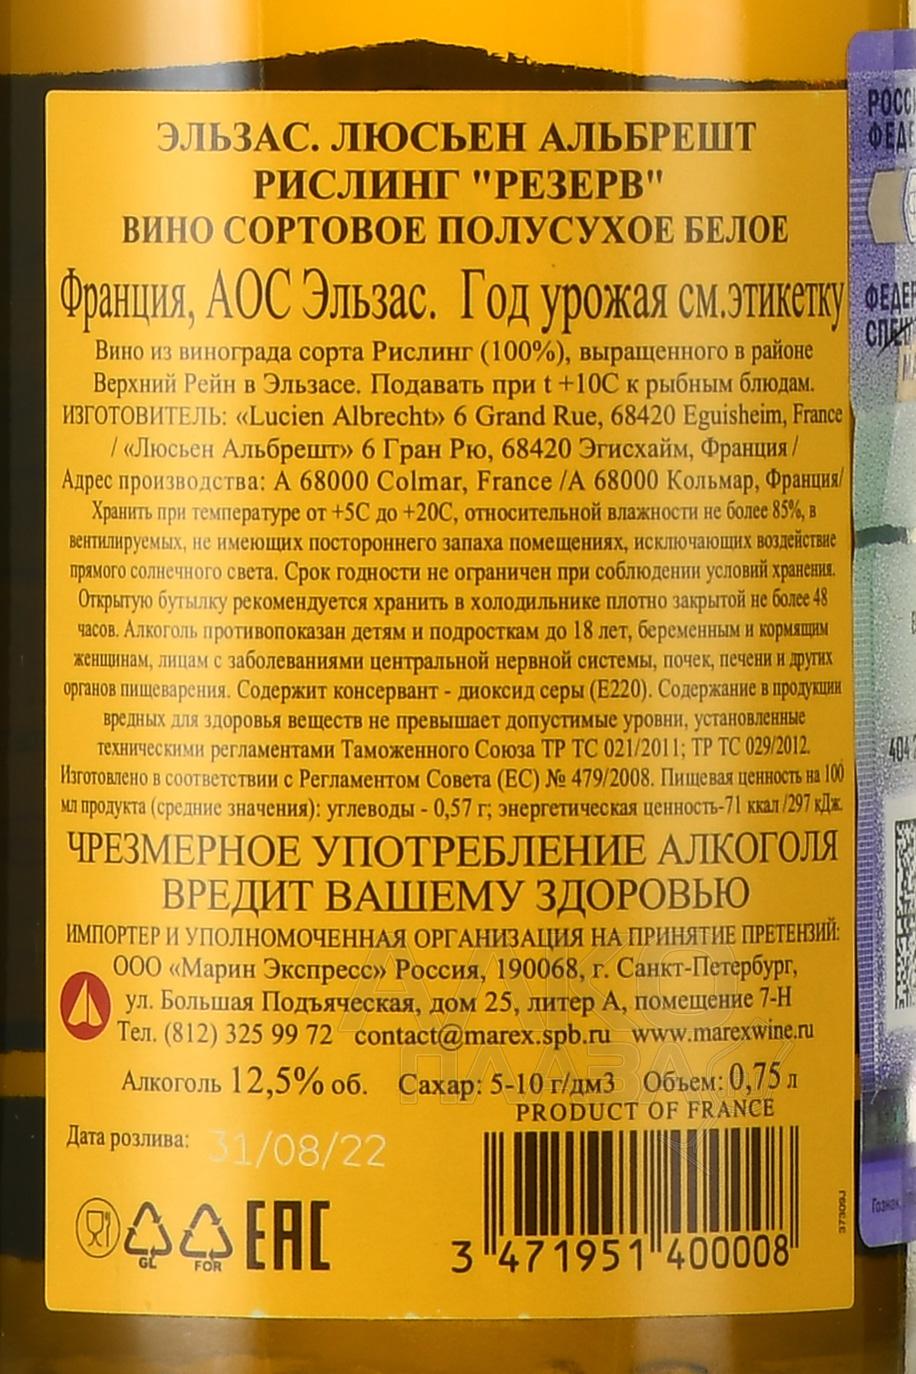 ЭЛЬЗАС. ЛЮСЬЕН АЛЬБРЕШТ
РИСЛИНГ "РЕЗЕРВ"
ВИНО СОРТОВОЕ ПОЛУСУХОЕ БЕЛОЕ
Франция, АОС Эльзас. Год урожая см.этикетку
Вино из винограда сорта Рислинг (100%), выращенного в районе
Верхний Рейн в Эльзасе. Подавать при t +10С к рыбным блюдам.
ИЗГОТОВИТЕЛЬ: «Lucien Albrecht» 6 Grand Rue, 68420 Eguisheim, France
/ «Люсьен Альбрешт» 6 Гран Рю, 68420 Эгисхайм, Франция /
Адрес производства: A 68000 Colmar, France /А 68000 Кольмар, Франция/
Хранить при температуре от +5С до +20С, относительной влажности не более 85%, в
вентилируемых, не имеющих постороннего запаха помещениях, исключающих воздействие
прямого солнечного света. Срок годности не ограничен при соблюдении условий хранения.
Открытую бутылку рекомендуется хранить в холодильнике плотно закрытой не более 48
часов. Алкоголь противопоказан детям и подросткам до 18 лет, беременным и кормящим
женщинам, лицам с заболеваниями центральной нервной системы, почек, печени и других
органов пищеварения. Содержит консервант - диоксид серы (Е220). Содержание в продукции
вредных для здоровья веществ не превышает допустимые уровни, установленные
техническими регламентами Таможенного Союза ТР ТС 021/2011; ТР ТС 029/2012.
Изготовлено в соответствии с Регламентом Совета (ЕС) № 479/2008. Пищевая ценность на 100
мл продукта (средние значения): углеводы - 0,57 г; энергетическая ценность-71 ккал /297 кДж.
ЧРЕЗМЕРНОЕ УПОТРЕБЛЕНИЕ АЛКОГОЛЯ
ВРЕДИТ ВАШЕМУ ЗДОРОВЬЮ
ИМПОРТЕР И УПОЛНОМОЧЕННАЯ ОРГАНИЗАЦИЯ НА ПРИНЯТИЕ ПРЕТЕНЗИЙ:
ООО «Марин Экспресс» Россия, 190068, г. Санкт-Петербург,
ул. Большая Подъяческая, дом 25, литер А, помещение 7-Н
Тел. (812) 325 99 72 contact@marex.spb.ru www.marexwine.ru
Алкоголь 12,5% об. Сахар: 5-10 г/дм3 Объем: 0,75 л
PRODUCT OF FRANCE
Дата розлива: 31/08/22
GL FOR EAC
3 471951 400008
37309J
АЛКО
ПЛАЗА
404